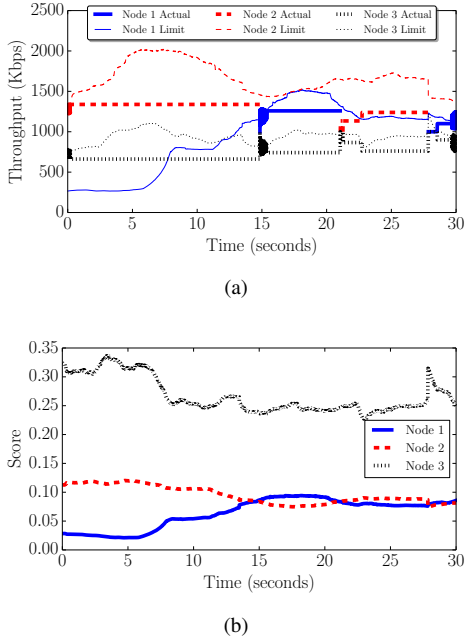 Node 1 Actual Node 2 Actual Node 3 Actual
Node 1 Limit Node 2 Limit Node 3 Limit
2500
2000
1500
1000
500
0
Throughput (Kbps)
0 5 10 15 20 25 30
Time (seconds)
(a)
0.35
0.30
0.25
0.20
0.15
0.10
0.05
0.00
Score
Node 1
Node 2
Node 3
0 5 10 15 20 25 30
Time (seconds)
(b)